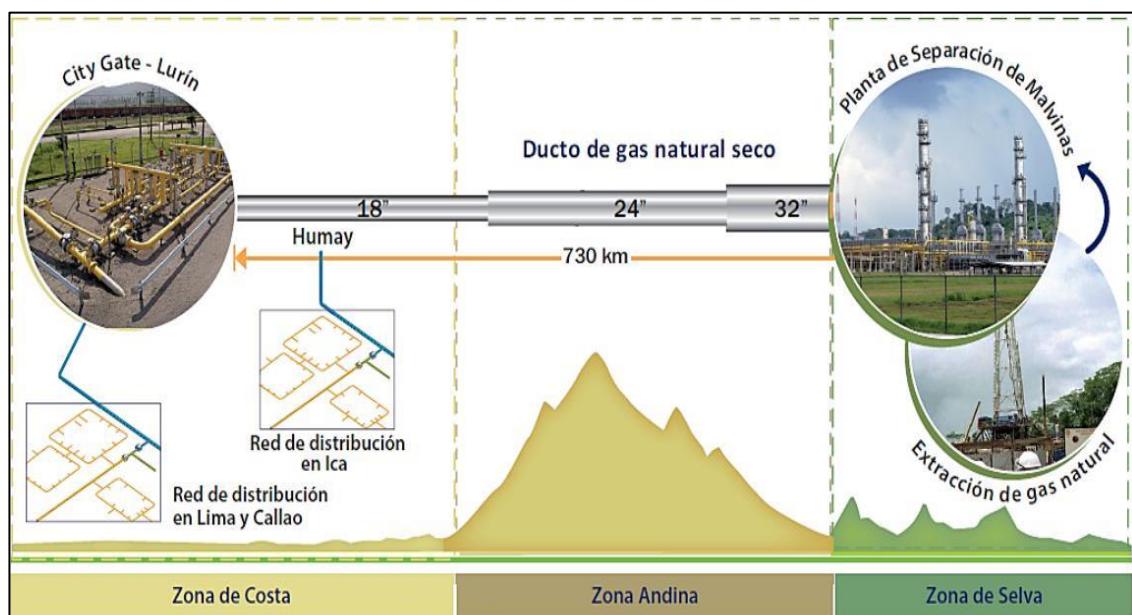 City Gate - Lurín
Planta de Separación de Malvinas
Ducto de gas natural seco
18”
24”
32”
Humay
730 km
Extracción de gas natural
Red de distribución
en Ica
Red de distribución
en Lima y Callao
Zona de Costa
Zona Andina
Zona de Selva